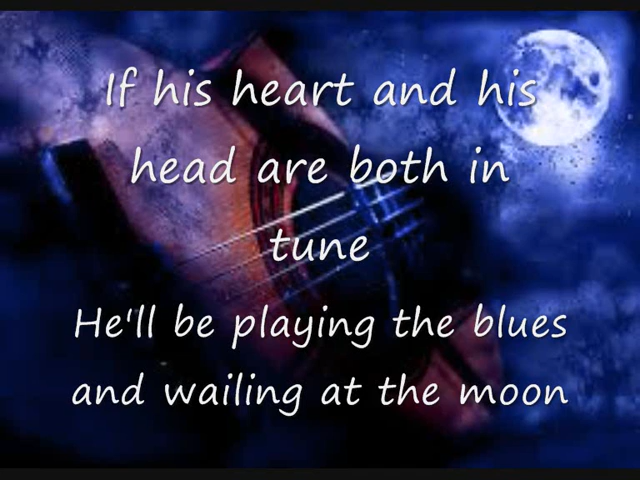 If his heart and his
head are both in
tune
He'll be playing the blues
and wailing at the moon